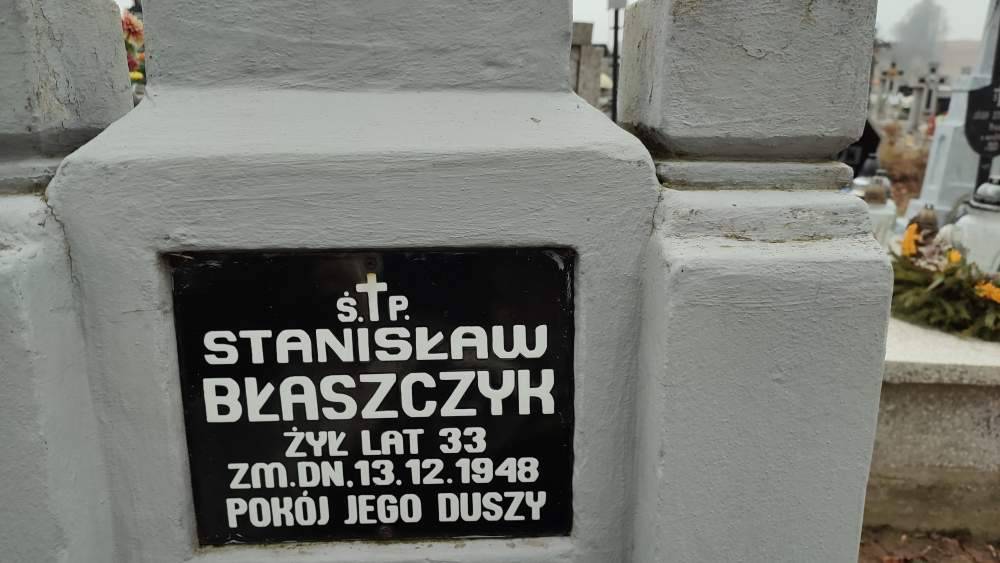 Ś.✝P.
STANISŁAW
BŁASZCZYK
ŻYŁ LAT 33
ZM.DN.13.12.1948
POKÓJ JEGO DUSZY